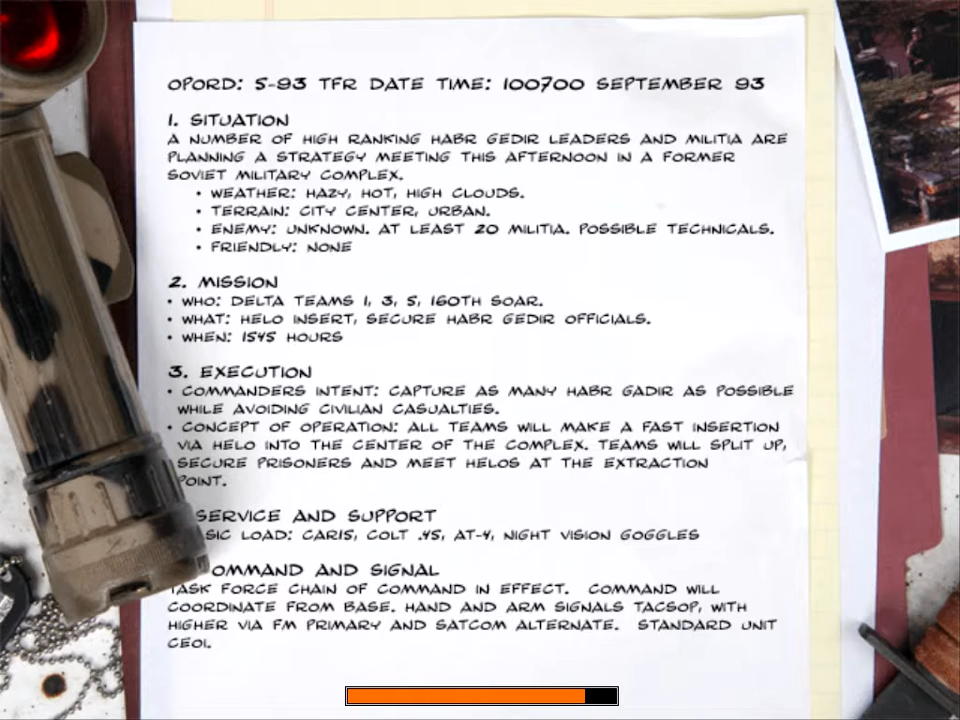 OPORD: 5-93 TFR DATE TIME: 100700 SEPTEMBER 93
1. SITUATION
A NUMBER OF HIGH RANKING HABR GEDIR LEADERS AND MILITIA ARE
PLANNING A STRATEGY MEETING THIS AFTERNOON IN A FORMER
SOVIET MILITARY COMPLEX.
• WEATHER: HAZY, HOT, HIGH CLOUDS.
• TERRAIN: CITY CENTER, URBAN.
• ENEMY: UNKNOWN. AT LEAST 20 MILITIA. POSSIBLE TECHNICALS.
• FRIENDLY: NONE
2. MISSION
• WHO: DELTA TEAMS 1, 3, 5, 160TH SOAR.
• WHAT: HELO INSERT, SECURE HABR GEDIR OFFICIALS.
• WHEN: 1545 HOURS
3. EXECUTION
• COMMANDERS INTENT: CAPTURE AS MANY HABR GADIR AS POSSIBLE
WHILE AVOIDING CIVILIAN CASUALTIES.
• CONCEPT OF OPERATION: ALL TEAMS WILL MAKE A FAST INSERTION
VIA HELO INTO THE CENTER OF THE COMPLEX. TEAMS WILL SPLIT UP,
SECURE PRISONERS AND MEET HELOS AT THE EXTRACTION
POINT.
SERVICE AND SUPPORT
SIC LOAD: CAR15, COLT .45, AT-4, NIGHT VISION GOGGLES
OMMAND AND SIGNAL
TASK FORCE CHAIN OF COMMAND IN EFFECT. COMMAND WILL
COORDINATE FROM BASE. HAND AND ARM SIGNALS TACSOP, WITH
HIGHER VIA FM PRIMARY AND SATCOM ALTERNATE. STANDARD UNIT
CEOI.